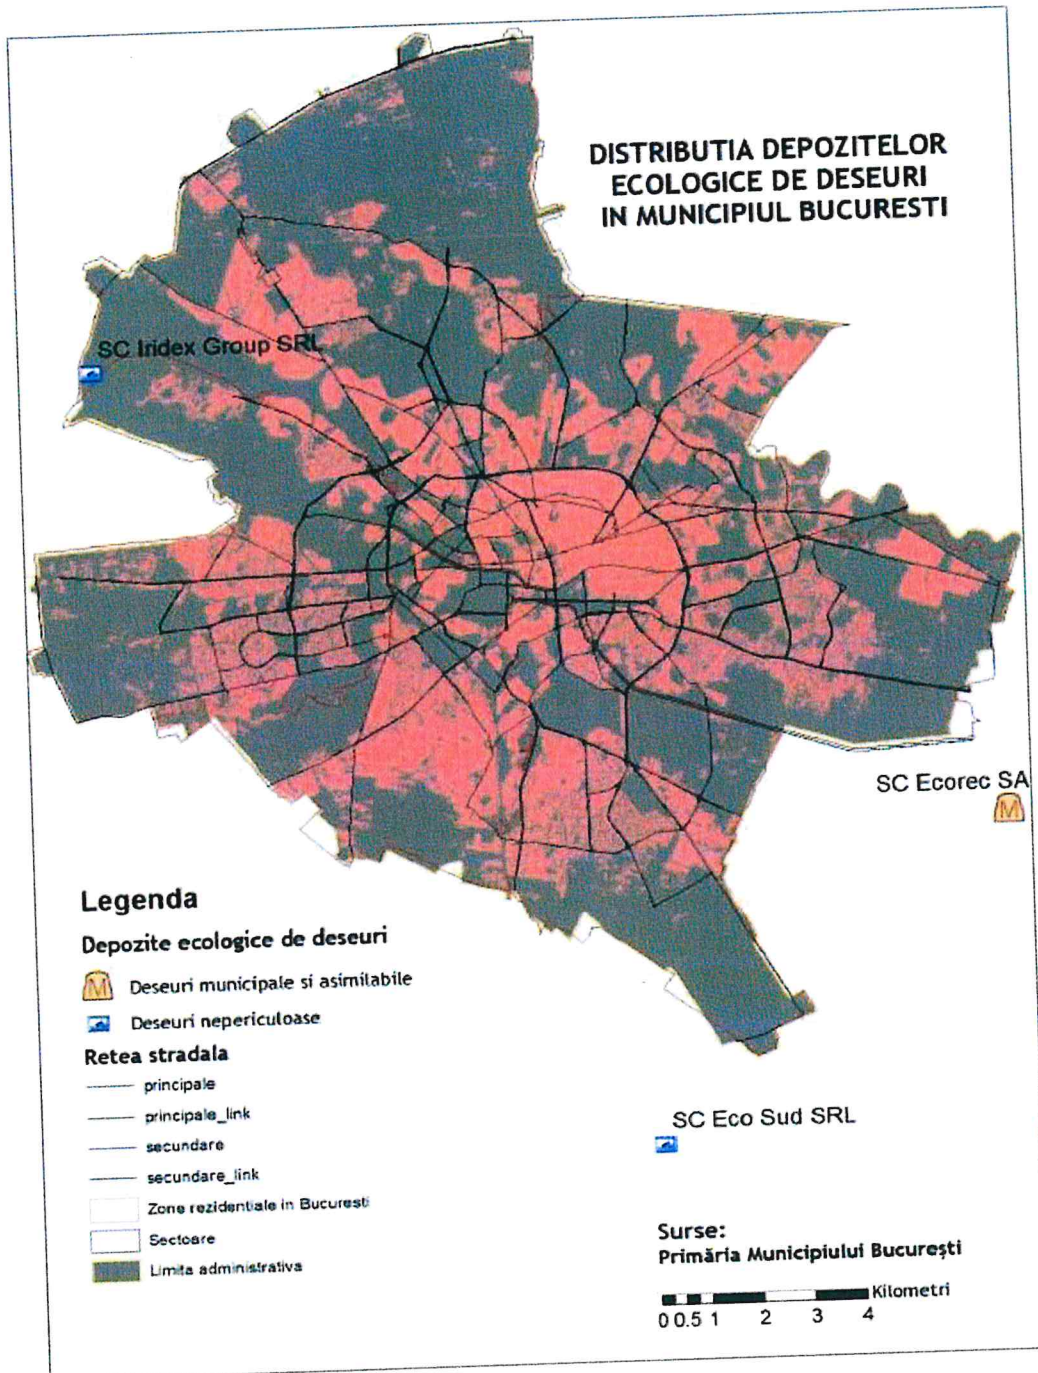 DISTRIBUTIA DEPOZITELOR
ECOLOGICE DE DESEURI
IN MUNICIPIUL BUCURESTI
SC Iridex Group SRL
SC Ecorec SA
M
Legenda
Depozite ecologice de deseuri
M Deseuri municipale si asimilabile
Deseuri nepericuloase
Retea stradala
principale
principale_link
secundare
secundare_link
Zone rezidentiale in Bucuresti
Sectoare
Limita administrativa
SC Eco Sud SRL
Surse:
Primăria Municipiului București
Kilometri
0 0.5 1 2 3 4